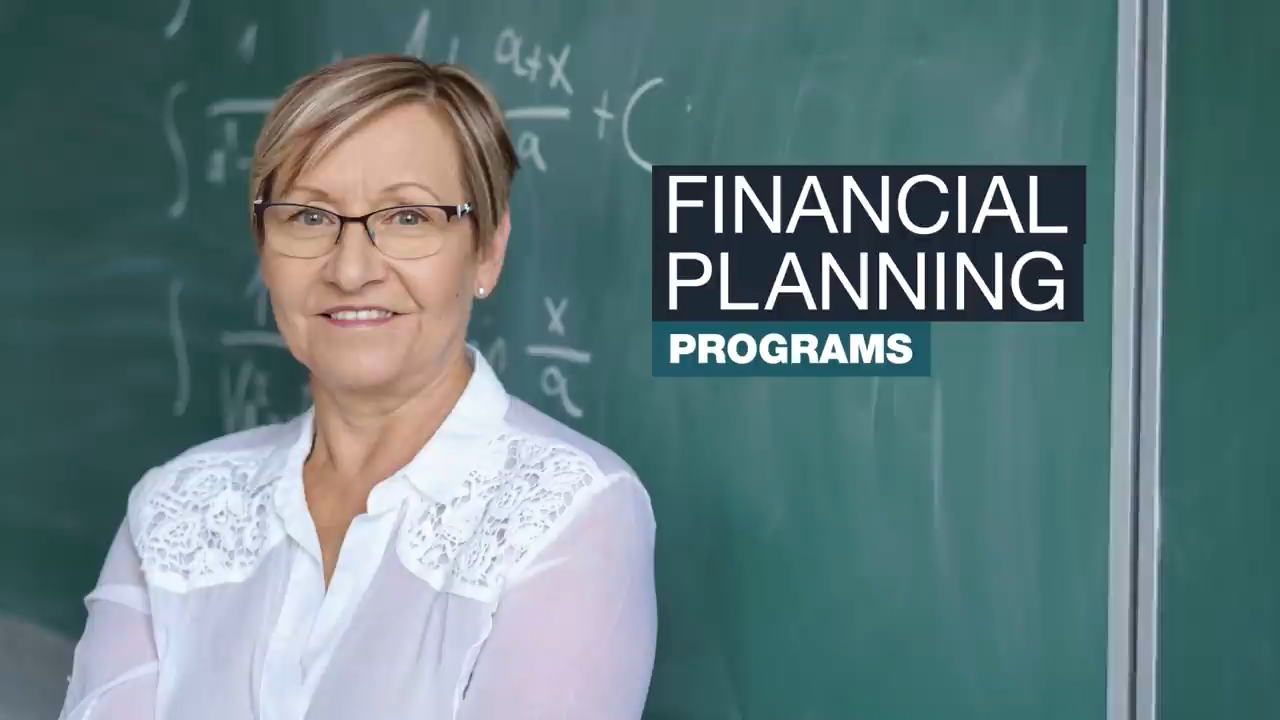 a+x
a
x
a
FINANCIAL
PLANNING
PROGRAMS